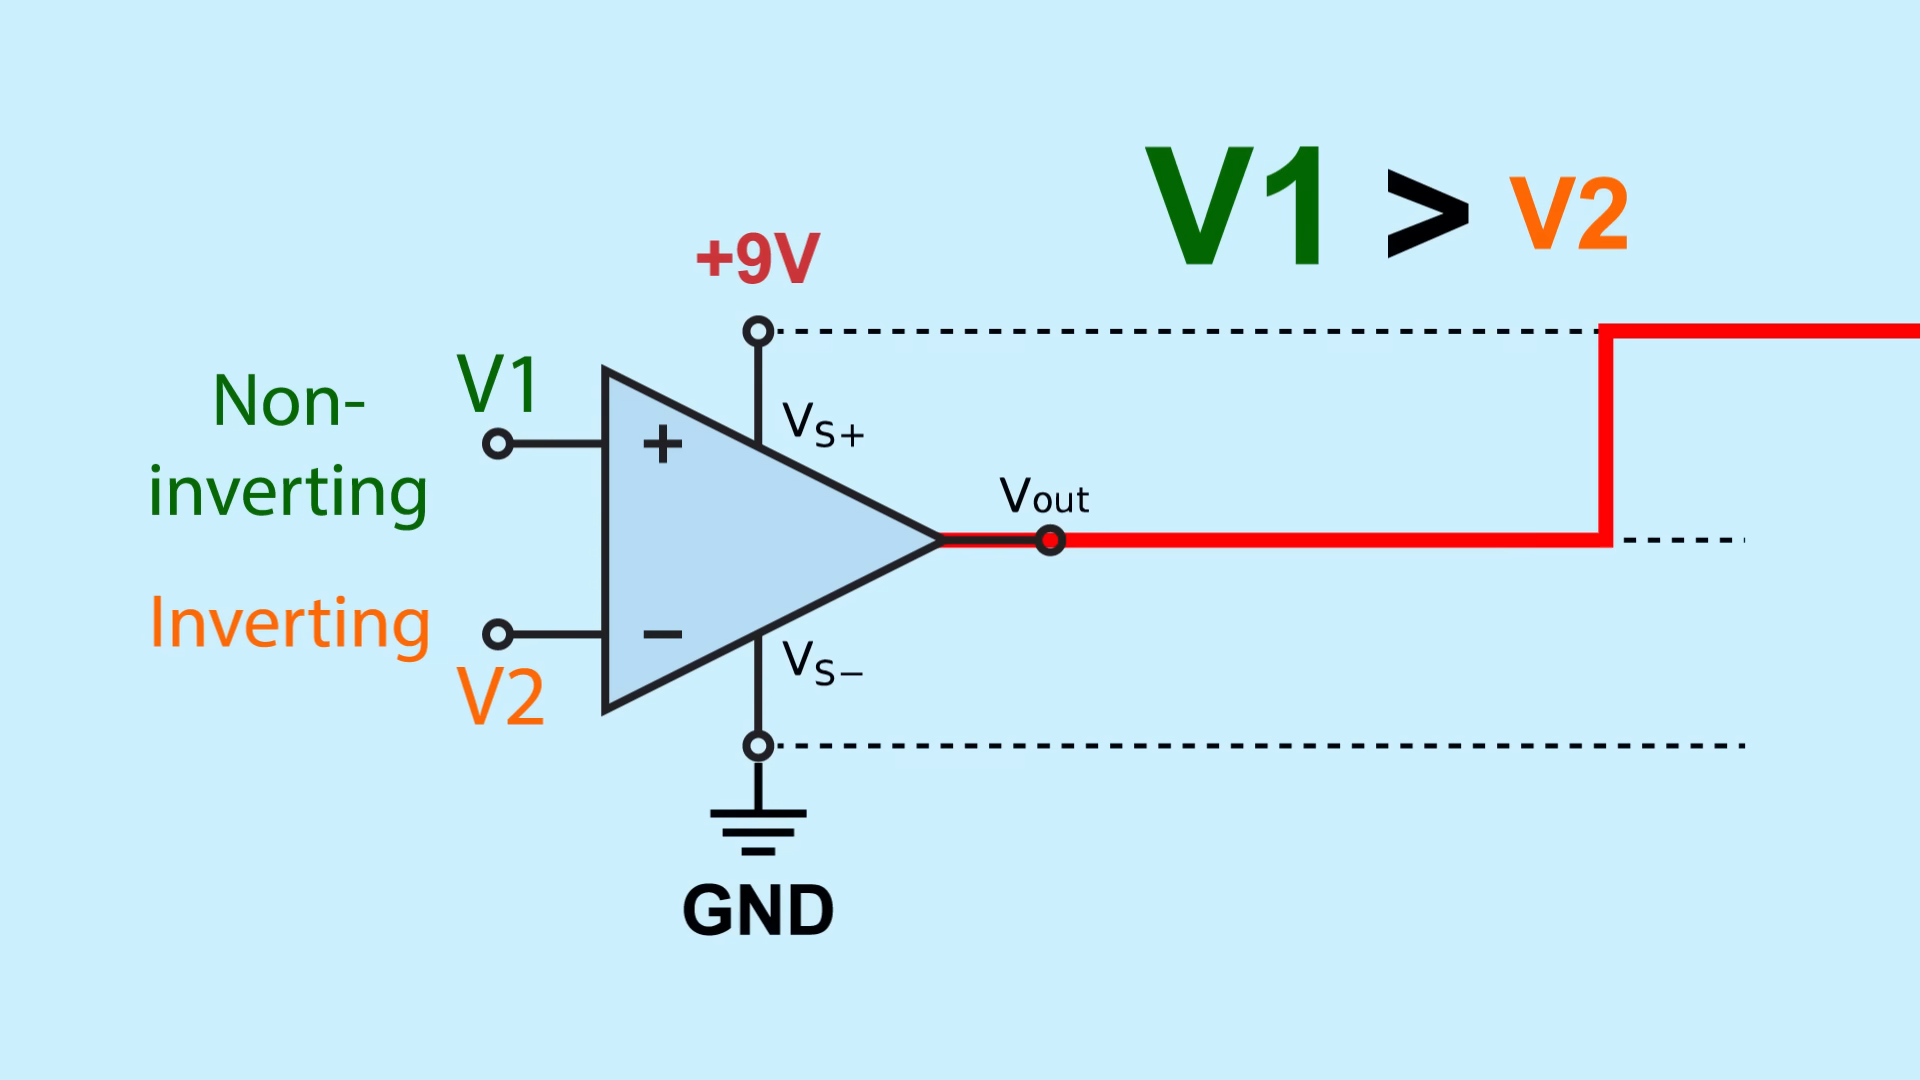 V1 > V2
+9V
Non-
inverting
V1
+
VS+
Vout
Inverting
V2
−
VS−
GND